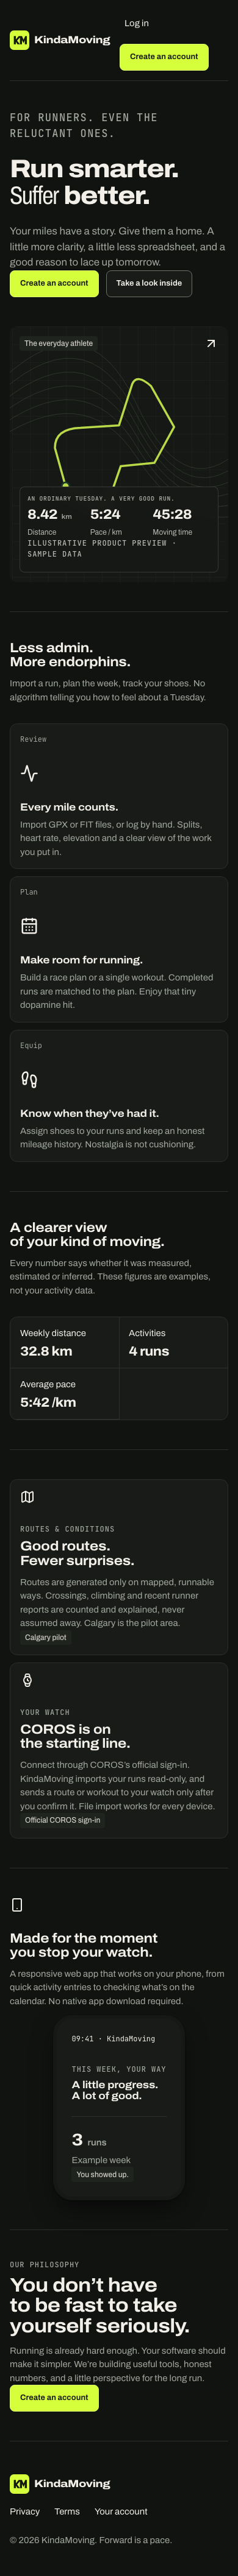 Log in
KM KindaMoving
Create an account
FOR RUNNERS. EVEN THE
RELUCTANT ONES.
Run smarter.
Suffer better.
Your miles have a story. Give them a home. A
little more clarity, a little less spreadsheet, and a
good reason to lace up tomorrow.
Create an account
Take a look inside
The everyday athlete
AN ORDINARY TUESDAY. A VERY GOOD RUN.
8.42 km 5:24 45:28
Distance Pace / km Moving time
ILLUSTRATIVE PRODUCT PREVIEW ·
SAMPLE DATA
Less admin.
More endorphins.
Import a run, plan the week, track your shoes. No
algorithm telling you how to feel about a Tuesday.
Review
Every mile counts.
Import GPX or FIT files, or log by hand. Splits,
heart rate, elevation and a clear view of the work
you put in.
Plan
Make room for running.
Build a race plan or a single workout. Completed
runs are matched to the plan. Enjoy that tiny
dopamine hit.
Equip
Know when they’ve had it.
Assign shoes to your runs and keep an honest
mileage history. Nostalgia is not cushioning.
A clearer view
of your kind of moving.
Every number says whether it was measured,
estimated or inferred. These figures are examples,
not your activity data.
Weekly distance
32.8 km
Activities
4 runs
Average pace
5:42 /km
ROUTES & CONDITIONS
Good routes.
Fewer surprises.
Routes are generated only on mapped, runnable
ways. Crossings, climbing and recent runner
reports are counted and explained, never
assumed away. Calgary is the pilot area.
Calgary pilot
YOUR WATCH
COROS is on
the starting line.
Connect through COROS’s official sign-in.
KindaMoving imports your runs read-only, and
sends a route or workout to your watch only after
you confirm it. File import works for every device.
Official COROS sign-in
Made for the moment
you stop your watch.
A responsive web app that works on your phone, from
quick activity entries to checking what’s on the
calendar. No native app download required.
09:41 · KindaMoving
THIS WEEK, YOUR WAY
A little progress.
A lot of good.
3 runs
Example week
You showed up.
OUR PHILOSOPHY
You don’t have
to be fast to take
yourself seriously.
Running is already hard enough. Your software should
make it simpler. We’re building useful tools, honest
numbers, and a little perspective for the long run.
Create an account
KM KindaMoving
Privacy Terms Your account
© 2026 KindaMoving. Forward is a pace.